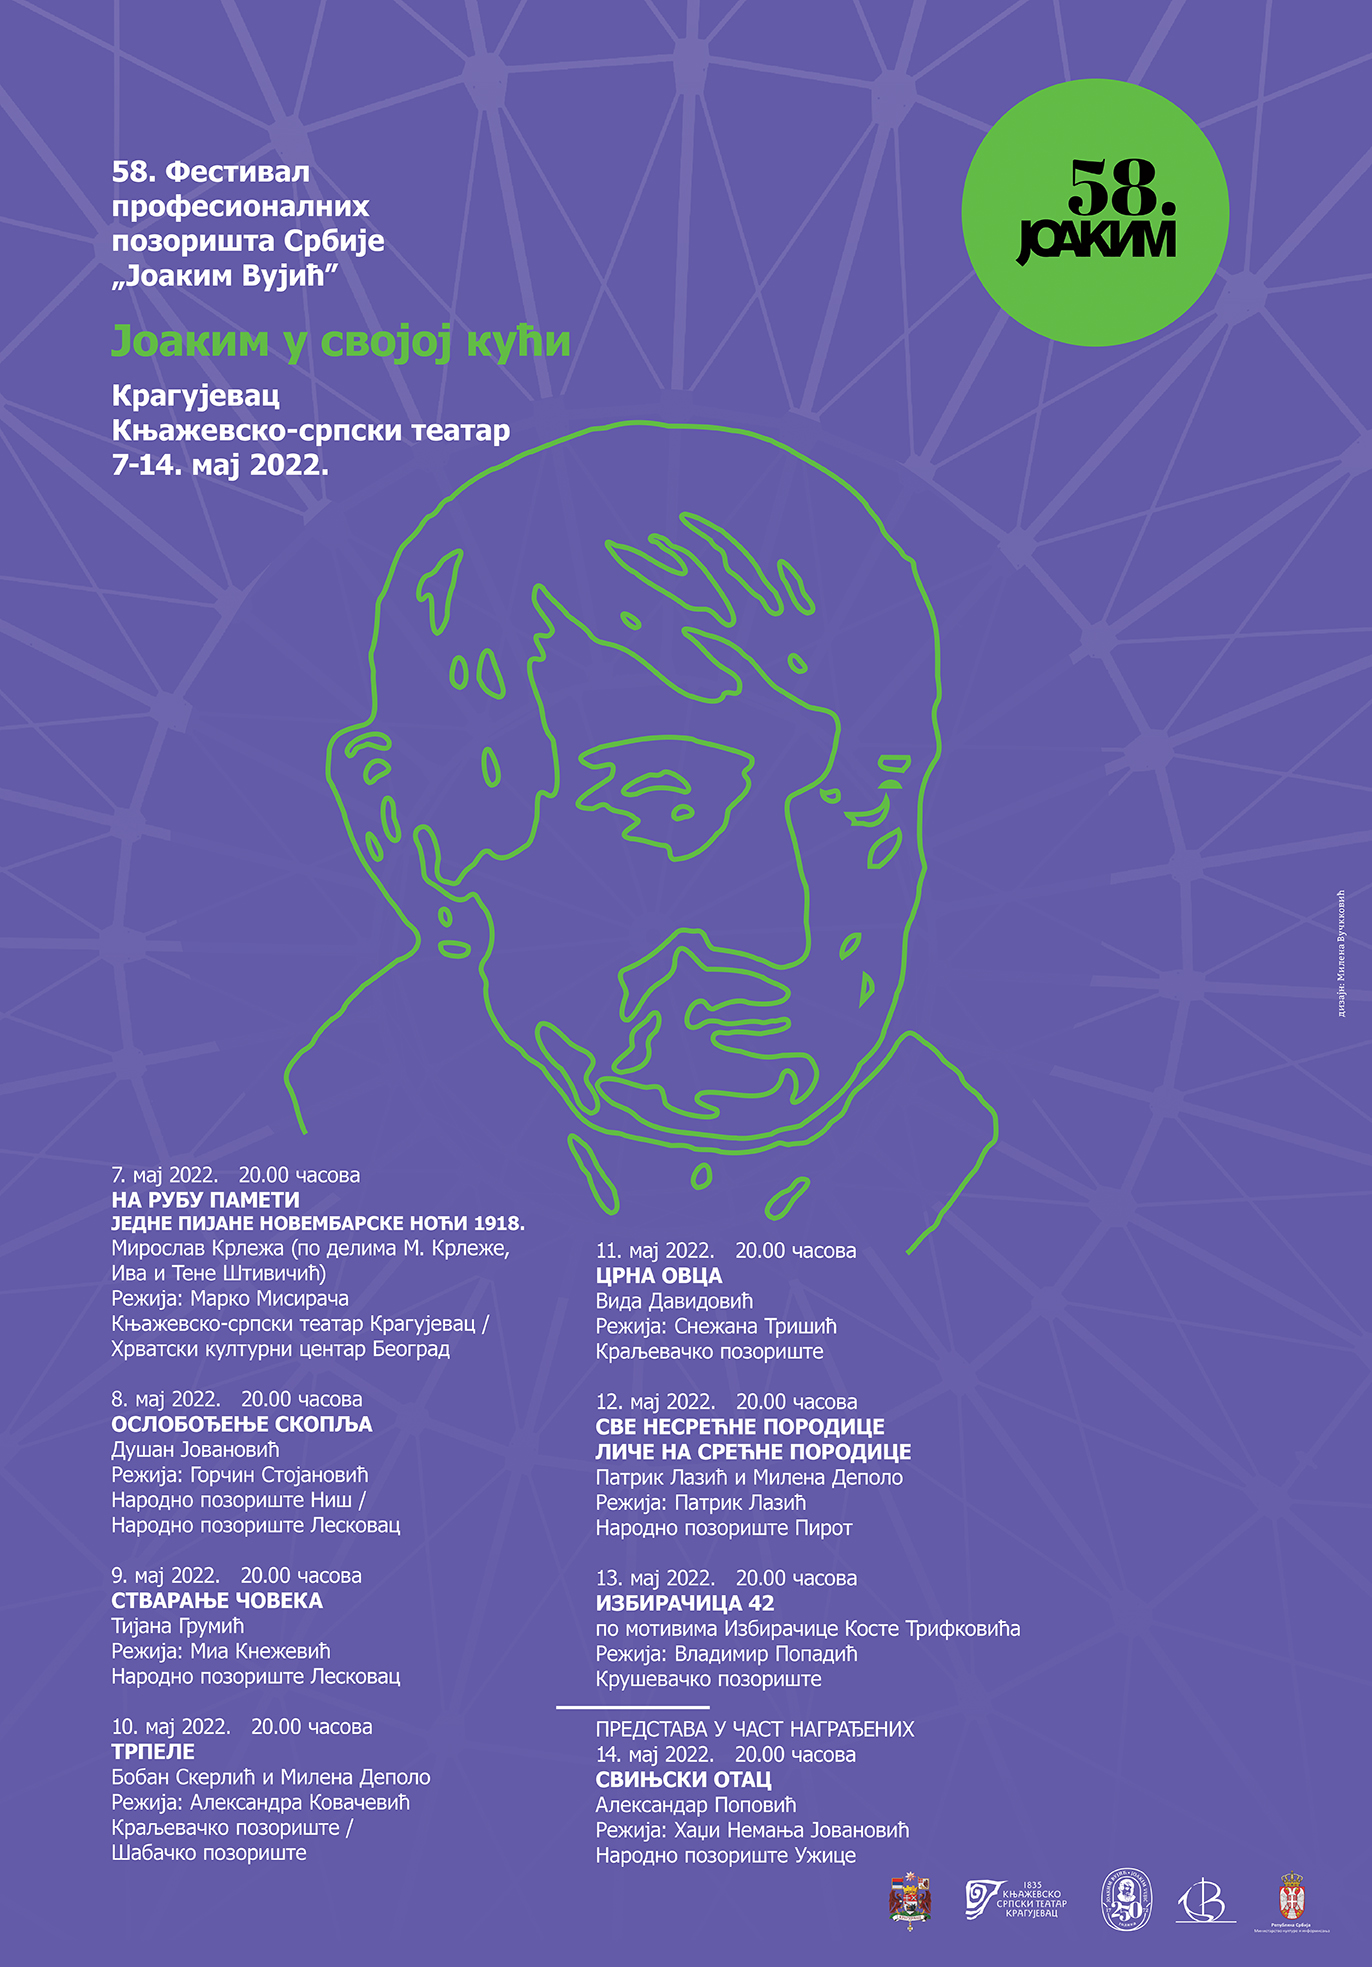 58. Фестивал
професионалних
позоришта Србије
„Јоаким Вујић”
Јоаким у својој кући
Крагујевац
Књажевско-српски театар
7-14. мај 2022.
58.
ЈОАКИМ
дизајн: Милена Вучкковић
7. мај 2022. 20.00 часова
НА РУБУ ПАМЕТИ
ЈЕДНЕ ПИЈАНЕ НОВЕМБАРСКЕ НОЋИ 1918.
Мирослав Крлежа (по делима М. Крлеже,
Ива и Тене Штивичић)
Режија: Марко Мисирача
Књажевско-српски театар Крагујевац /
Хрватски културни центар Београд
8. мај 2022. 20.00 часова
ОСЛОБОЂЕЊЕ СКОПЉА
Душан Јовановић
Режија: Горчин Стојановић
Народно позориште Ниш /
Народно позориште Лесковац
9. мај 2022. 20.00 часова
СТВАРАЊЕ ЧОВЕКА
Тијана Грумић
Режија: Миа Кнежевић
Народно позориште Лесковац
10. мај 2022. 20.00 часова
ТРПЕЛЕ
Бобан Скерлић и Милена Деполо
Режија: Александра Ковачевић
Краљевачко позориште /
Шабачко позориште
11. мај 2022. 20.00 часова
ЦРНА ОВЦА
Вида Давидовић
Режија: Снежана Тришић
Краљевачко позориште
12. мај 2022. 20.00 часова
СВЕ НЕСРЕЋНЕ ПОРОДИЦЕ
ЛИЧЕ НА СРЕЋНЕ ПОРОДИЦЕ
Патрик Лазић и Милена Деполо
Режија: Патрик Лазић
Народно позориште Пирот
13. мај 2022. 20.00 часова
ИЗБИРАЧИЦА 42
по мотивима Избирачице Косте Трифковића
Режија: Владимир Попадић
Крушевачко позориште
ПРЕДСТАВА У ЧАСТ НАГРАЂЕНИХ
14. мај 2022. 20.00 часова
СВИЊСКИ ОТАЦ
Александар Поповић
Режија: Хаџи Немања Јовановић
Народно позориште Ужице
1835
КЊАЖЕВСКО
СРПСКИ ТЕАТАР
КРАГУЈЕВАЦ
250
Република Србија
Министарство културе и информисања